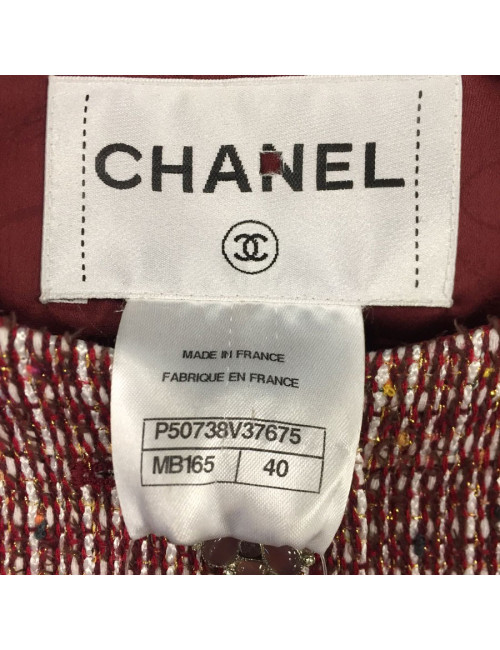 CHANEL
MADE IN FRANCE
FABRIQUE EN FRANCE
P50738V37675
MB165 40